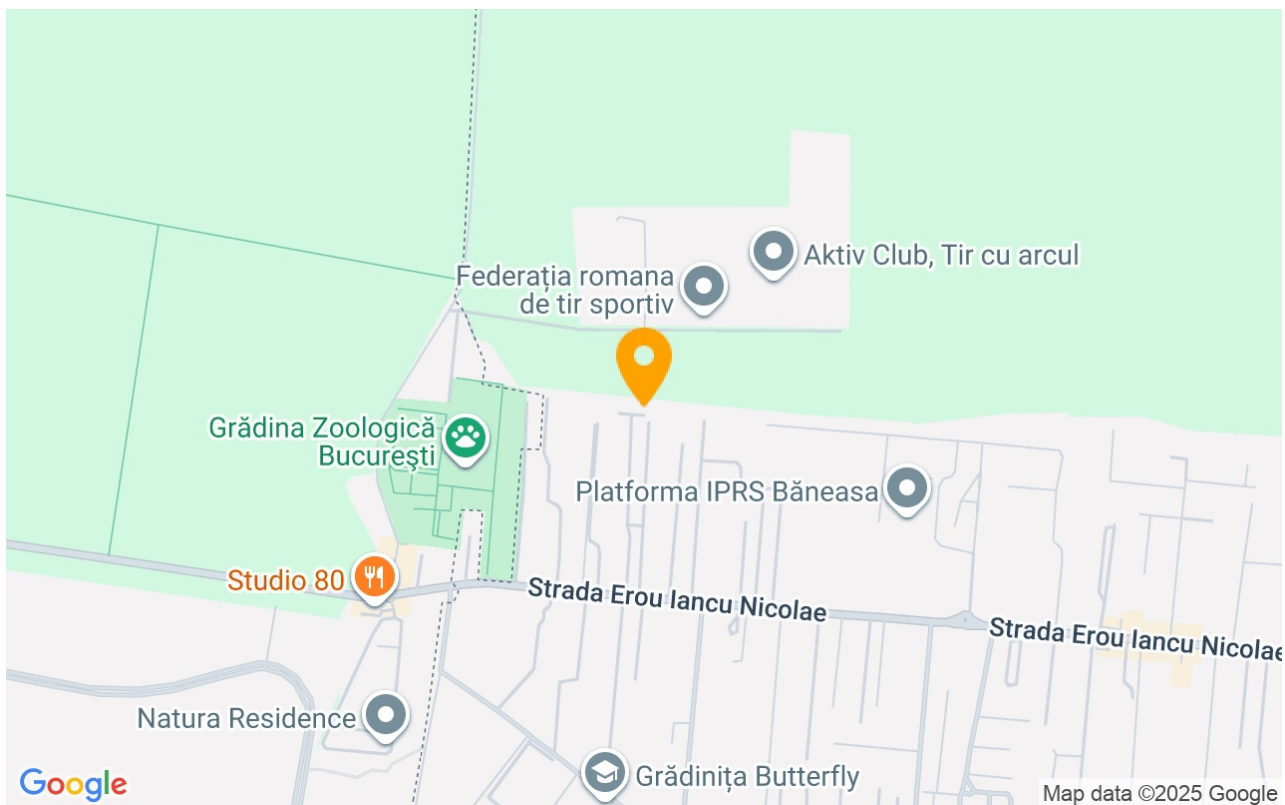 Aktiv Club, Tir cu arcul
Federația romana
de tir sportiv
Grădina Zoologică
București
Platforma IPRS Băneasa
Studio 80
Strada Erou Iancu Nicolae
Strada Erou Iancu Nicolae
Natura Residence
Grădinița Butterfly
Google
Map data ©2025 Google